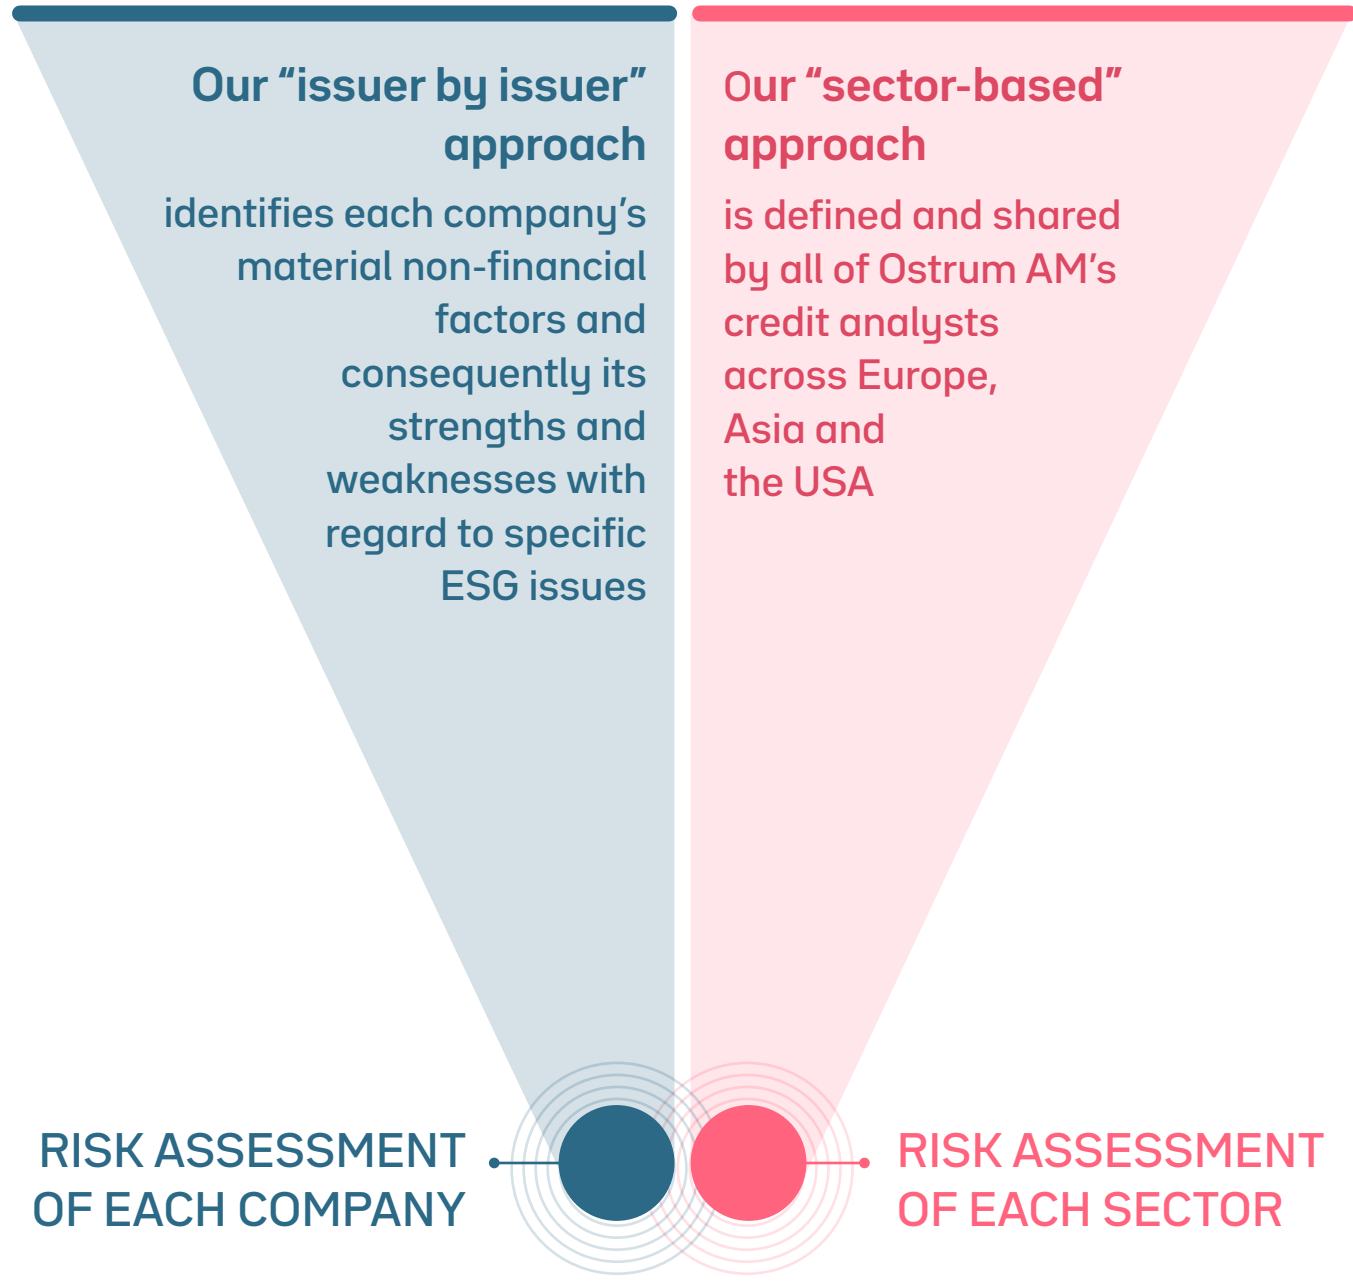 Our “issuer by issuer”
approach
identifies each company’s
material non-financial
factors and
consequently its
strengths and
weaknesses with
regard to specific
ESG issues
Our “sector-based”
approach
is defined and shared
by all of Ostrum AM’s
credit analysts
across Europe,
Asia and
the USA
RISK ASSESSMENT
OF EACH COMPANY
RISK ASSESSMENT
OF EACH SECTOR